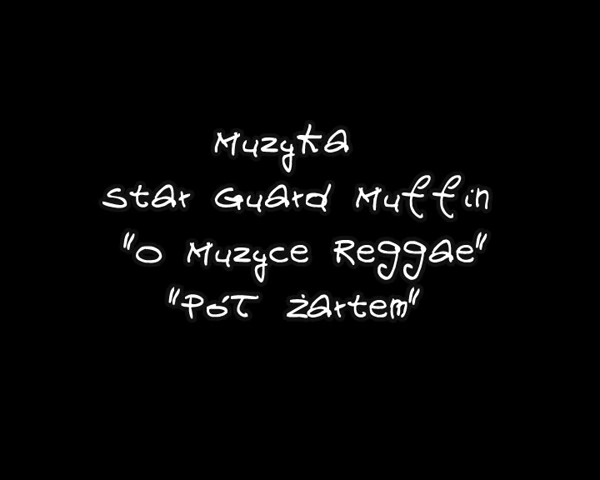 Muzyka
Star Guard Muffin
"O Muzyce Reggae"
"Pół żartem"